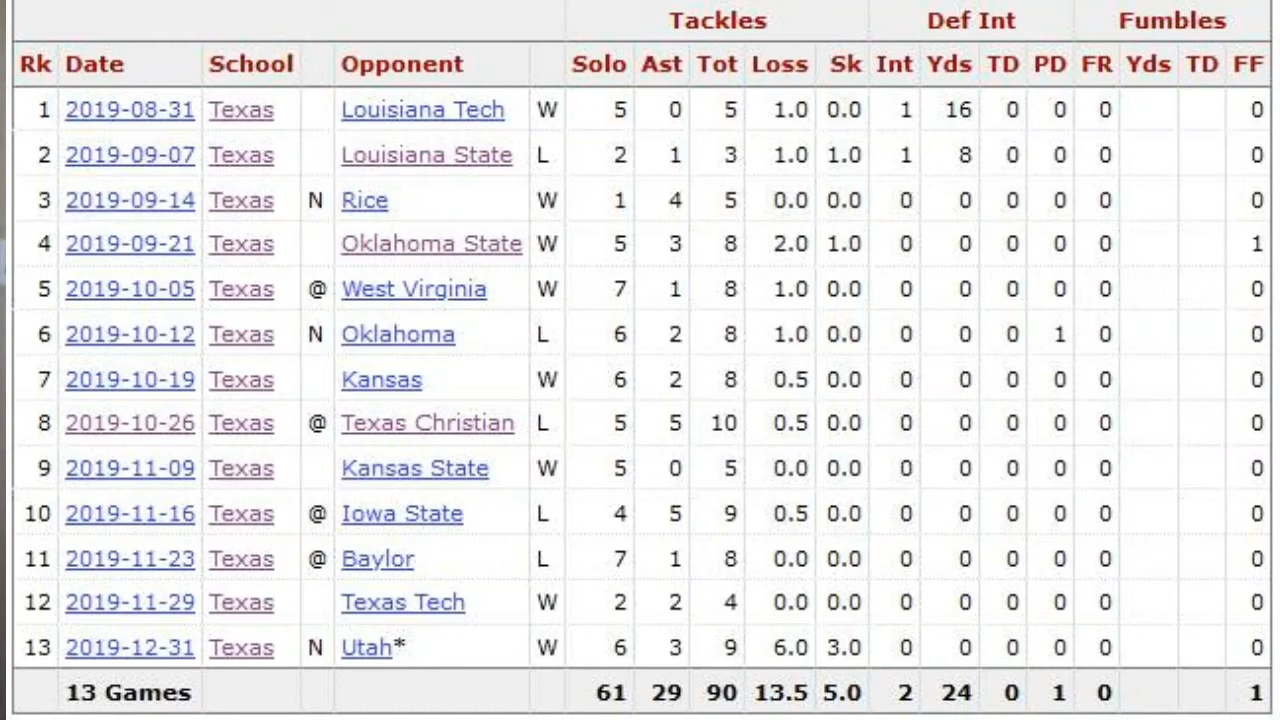 Tackles Def Int Fumbles
Rk Date School Opponent Solo Ast Tot Loss Sk Int Yds TD PD FR Yds TD FF
1 2019-08-31 Texas Louisiana Tech W 5 0 5 1.0 0.0 1 16 0 0 0 0
2 2019-09-07 Texas Louisiana State L 2 1 3 1.0 1.0 1 8 0 0 0 0
3 2019-09-14 Texas N Rice W 1 4 5 0.0 0.0 0 0 0 0 0 0
4 2019-09-21 Texas Oklahoma State W 5 3 8 2.0 1.0 0 0 0 0 0 1
5 2019-10-05 Texas @ West Virginia W 7 1 8 1.0 0.0 0 0 0 0 0 0
6 2019-10-12 Texas N Oklahoma L 6 2 8 1.0 0.0 0 0 0 1 0 0
7 2019-10-19 Texas Kansas W 6 2 8 0.5 0.0 0 0 0 0 0 0
8 2019-10-26 Texas @ Texas Christian L 5 5 10 0.5 0.0 0 0 0 0 0 0
9 2019-11-09 Texas Kansas State W 5 0 5 0.0 0.0 0 0 0 0 0 0
10 2019-11-16 Texas @ Iowa State L 4 5 9 0.5 0.0 0 0 0 0 0 0
11 2019-11-23 Texas @ Baylor L 7 1 8 0.0 0.0 0 0 0 0 0 0
12 2019-11-29 Texas Texas Tech W 2 2 4 0.0 0.0 0 0 0 0 0 0
13 2019-12-31 Texas N Utah* W 6 3 9 6.0 3.0 0 0 0 0 0 0
13 Games 61 29 90 13.5 5.0 2 24 0 1 0 1